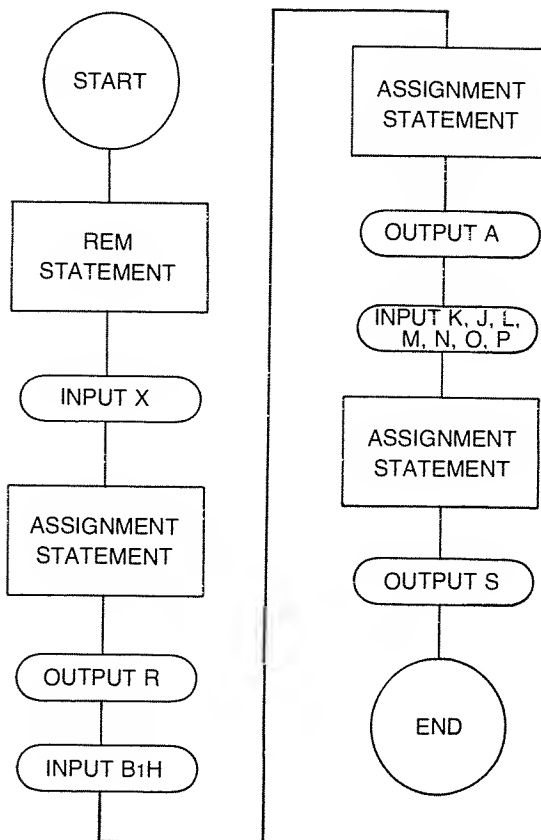 START
REM
STATEMENT
INPUT X
ASSIGNMENT
STATEMENT
OUTPUT R
INPUT B1H
ASSIGNMENT
STATEMENT
OUTPUT A
INPUT K, J, L,
M, N, O, P
ASSIGNMENT
STATEMENT
OUTPUT S
END